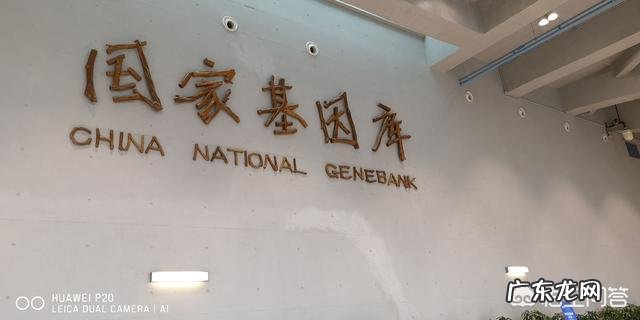 国家基因库
CHINA NATIONAL GENEBANK
HUAWEI P20
LEICA DUAL CAMERA | AI
广东龙网